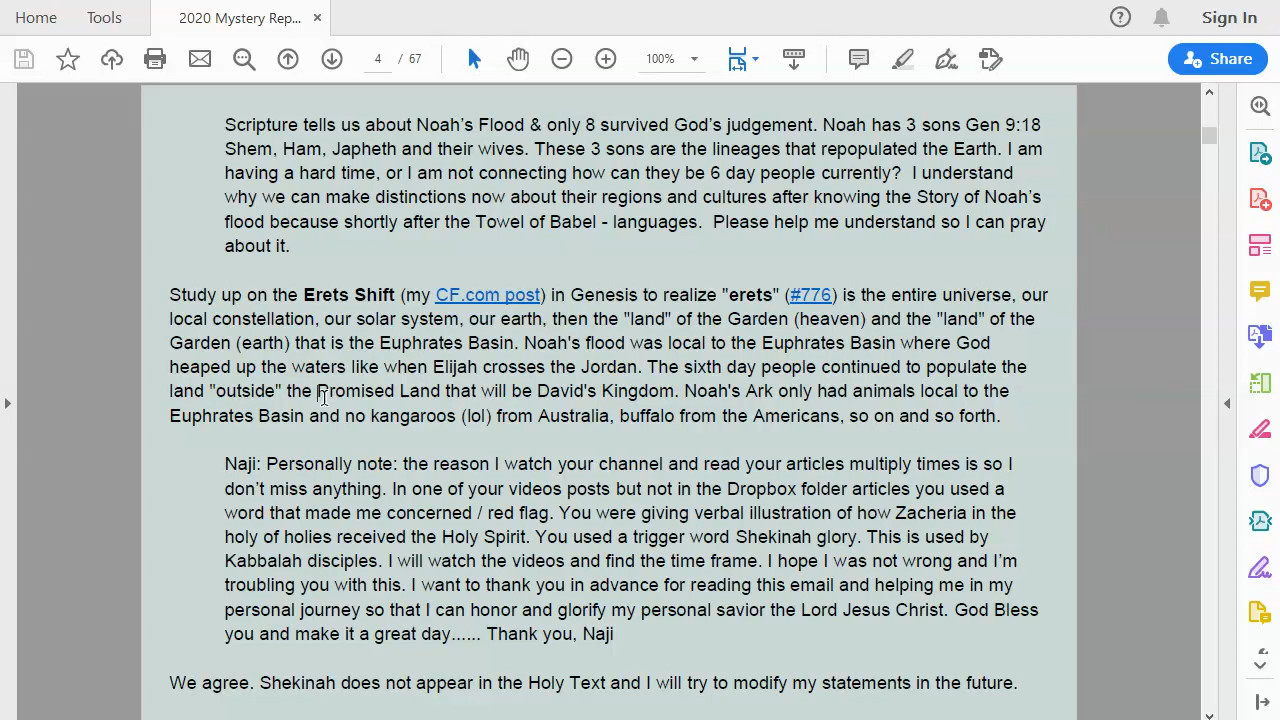 Home Tools 2020 Mystery Rep... × Sign In
4 / 67 100% Share
Scripture tells us about Noah's Flood & only 8 survived God's judgement. Noah has 3 sons Gen 9:18
Shem, Ham, Japheth and their wives. These 3 sons are the lineages that repopulated the Earth. I am
having a hard time, or I am not connecting how can they be 6 day people currently? I understand
why we can make distinctions now about their regions and cultures after knowing the Story of Noah's
flood because shortly after the Towel of Babel - languages. Please help me understand so I can pray
about it.
Study up on the Erets Shift (my CF.com post) in Genesis to realize "erets" (#776) is the entire universe, our
local constellation, our solar system, our earth, then the "land" of the Garden (heaven) and the "land" of the
Garden (earth) that is the Euphrates Basin. Noah's flood was local to the Euphrates Basin where God
heaped up the waters like when Elijah crosses the Jordan. The sixth day people continued to populate the
land "outside" the Promised Land that will be David's Kingdom. Noah's Ark only had animals local to the
Euphrates Basin and no kangaroos (lol) from Australia, buffalo from the Americans, so on and so forth.
Naji: Personally note: the reason I watch your channel and read your articles multiply times is so I
don't miss anything. In one of your videos posts but not in the Dropbox folder articles you used a
word that made me concerned / red flag. You were giving verbal illustration of how Zacheria in the
holy of holies received the Holy Spirit. You used a trigger word Shekinah glory. This is used by
Kabbalah disciples. I will watch the videos and find the time frame. I hope I was not wrong and I'm
troubling you with this. I want to thank you in advance for reading this email and helping me in my
personal journey so that I can honor and glorify my personal savior the Lord Jesus Christ. God Bless
you and make it a great day...... Thank you, Naji
We agree. Shekinah does not appear in the Holy Text and I will try to modify my statements in the future.